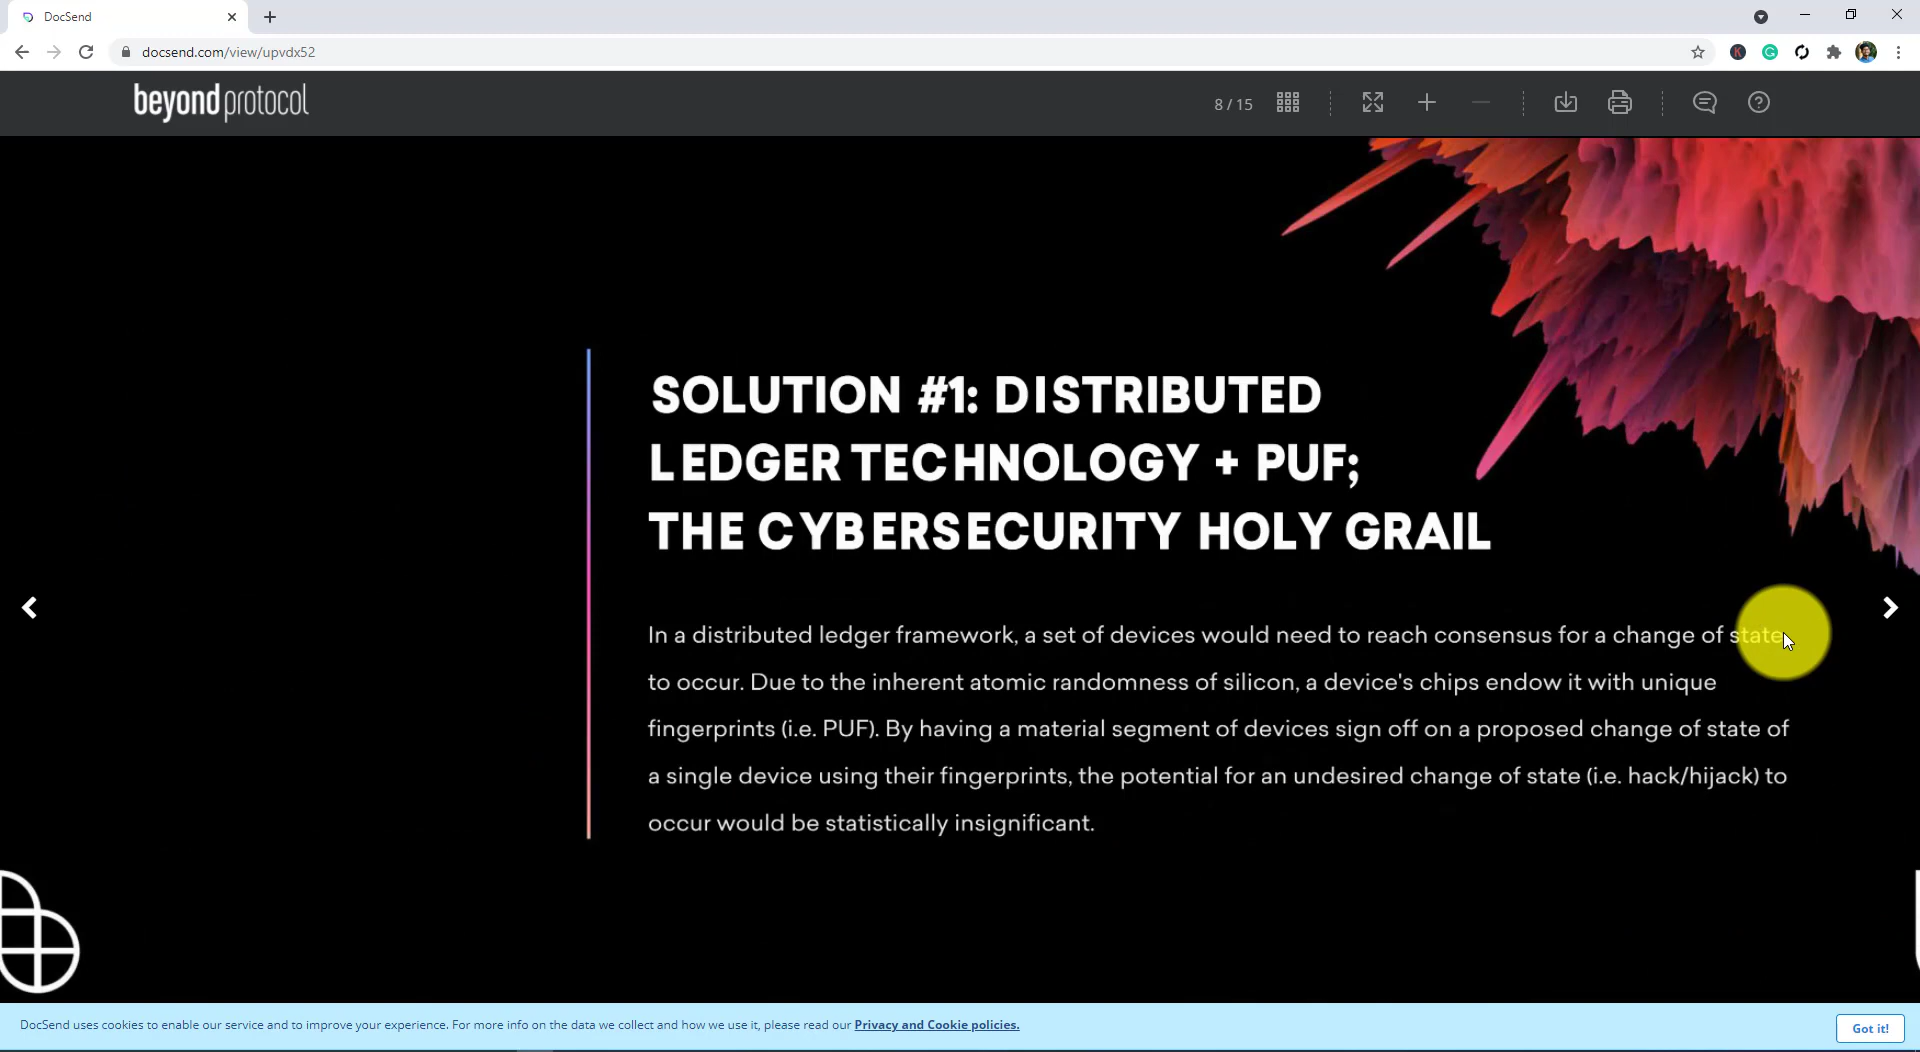 DocSend
docsend.com/view/upvdx52
beyond protocol
8 / 15
SOLUTION #1: DISTRIBUTED
LEDGER TECHNOLOGY + PUF;
THE CYBERSECURITY HOLY GRAIL
In a distributed ledger framework, a set of devices would need to reach consensus for a change of state
to occur. Due to the inherent atomic randomness of silicon, a device's chips endow it with unique
fingerprints (i.e. PUF). By having a material segment of devices sign off on a proposed change of state of
a single device using their fingerprints, the potential for an undesired change of state (i.e. hack/hijack) to
occur would be statistically insignificant.
DocSend uses cookies to enable our service and to improve your experience. For more info on the data we collect and how we use it, please read our Privacy and Cookie policies.
Got it!